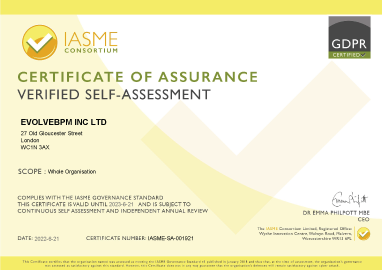 IASME
CONSORTIUM
GDPR
CERTIFIED
CERTIFICATE OF ASSURANCE
VERIFIED SELF-ASSESSMENT
EVOLVEBPM INC LTD
27 Old Gloucester Street
London
WC1N 3AX
SCOPE : Whole Organisation
COMPLIES WITH THE IASME GOVERNANCE STANDARD
THIS CERTIFICATE IS VALID UNTIL 2023-6-21 AND IS SUBJECT TO
CONTINUOUS SELF ASSESSMENT AND INDEPENDENT ANNUAL REVIEW
DR EMMA PHILPOTT MBE
CEO
The IASME Consortium Limited, Registered Office:
Wyche Innovation Centre, Walwyn Road, Malvern,
Worcestershire WR13 6PL
DATE: 2022-6-21 CERTIFICATE NUMBER: IASME-SA-001921